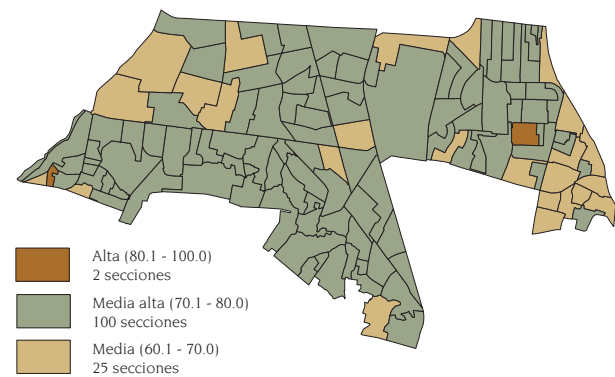 Alta (80.1 - 100.0)
2 secciones
Media alta (70.1 - 80.0)
100 secciones
Media (60.1 - 70.0)
25 secciones